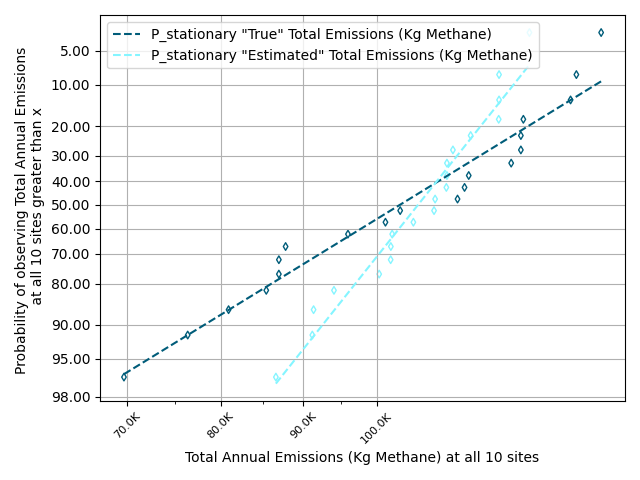 P_stationary "True" Total Emissions (Kg Methane)
P_stationary "Estimated" Total Emissions (Kg Methane)
Probability of observing Total Annual Emissions
at all 10 sites greater than x
5.00
10.00
20.00
30.00
40.00
50.00
60.00
70.00
80.00
90.00
95.00
98.00
70.0K
80.0K
90.0K
100.0K
Total Annual Emissions (Kg Methane) at all 10 sites